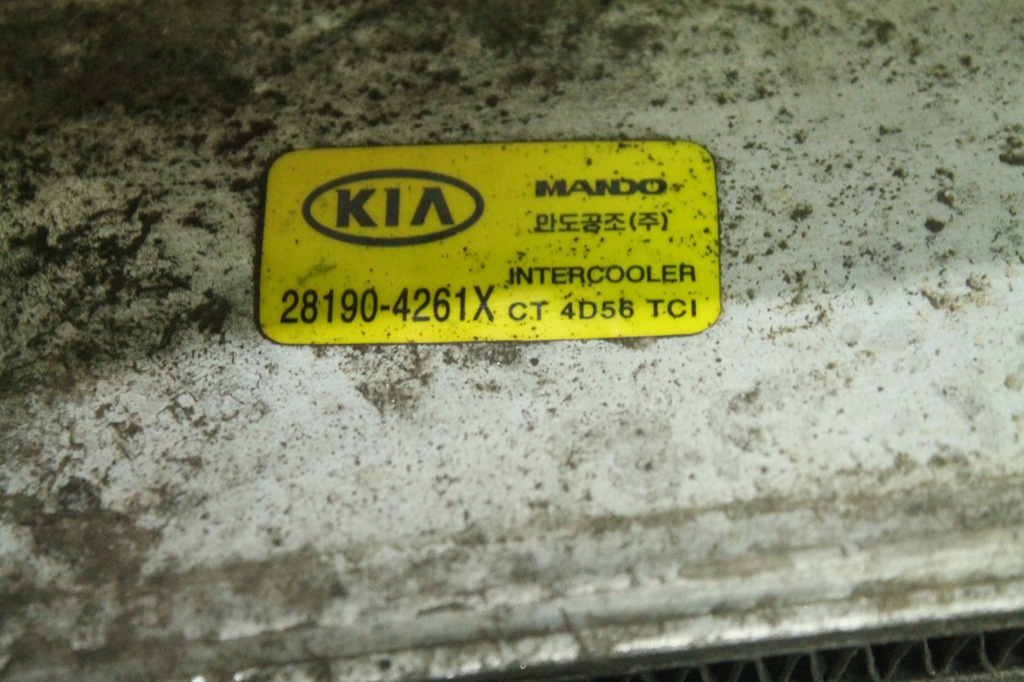 KIA
MANDO
만도공조(주)
INTERCOOLER
28190-4261X CT 4D56 TCI